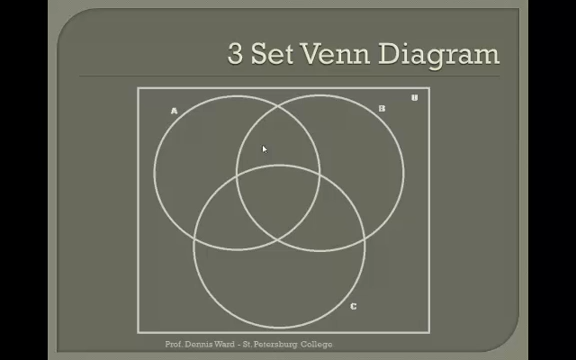 3 Set Venn Diagram
A
B
U
C
Prof. Dennis Ward - St. Petersburg College